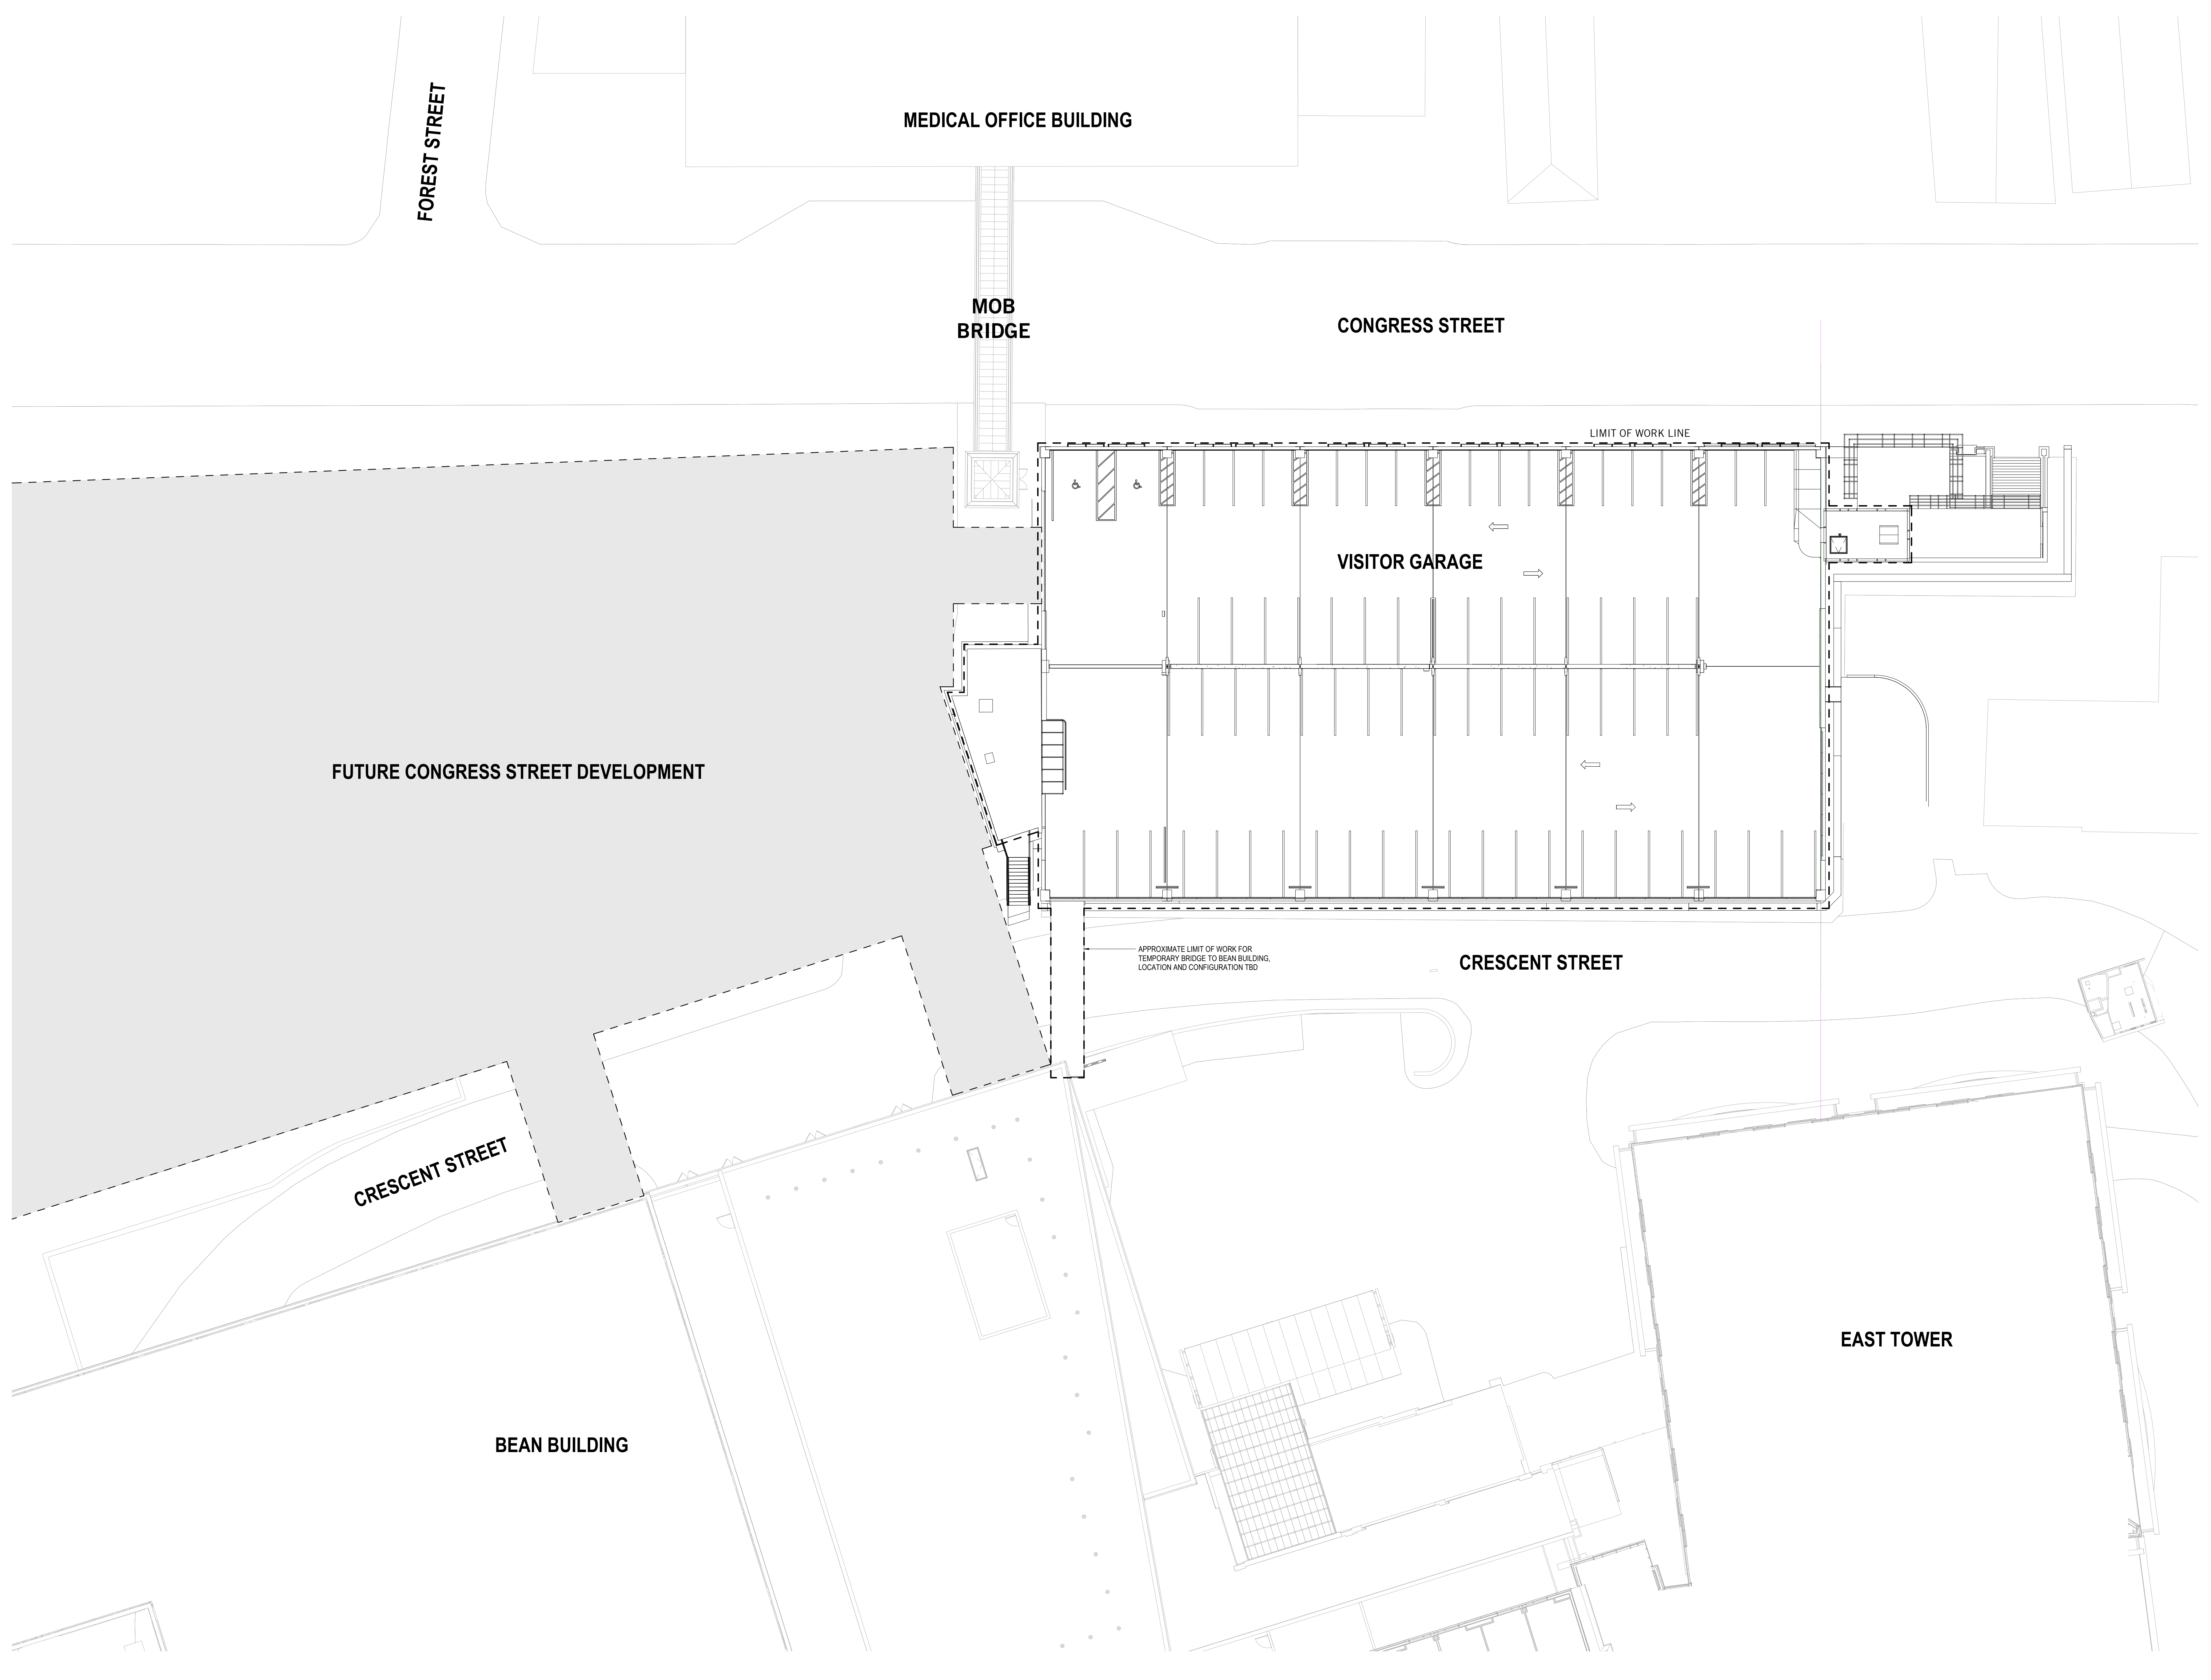 FOREST STREET
MEDICAL OFFICE BUILDING
MOB
BRIDGE
CONGRESS STREET
LIMIT OF WORK LINE
VISITOR GARAGE
FUTURE CONGRESS STREET DEVELOPMENT
APPROXIMATE LIMIT OF WORK FOR
TEMPORARY BRIDGE TO BEAN BUILDING,
LOCATION AND CONFIGURATION TBD
CRESCENT STREET
CRESCENT STREET
EAST TOWER
BEAN BUILDING